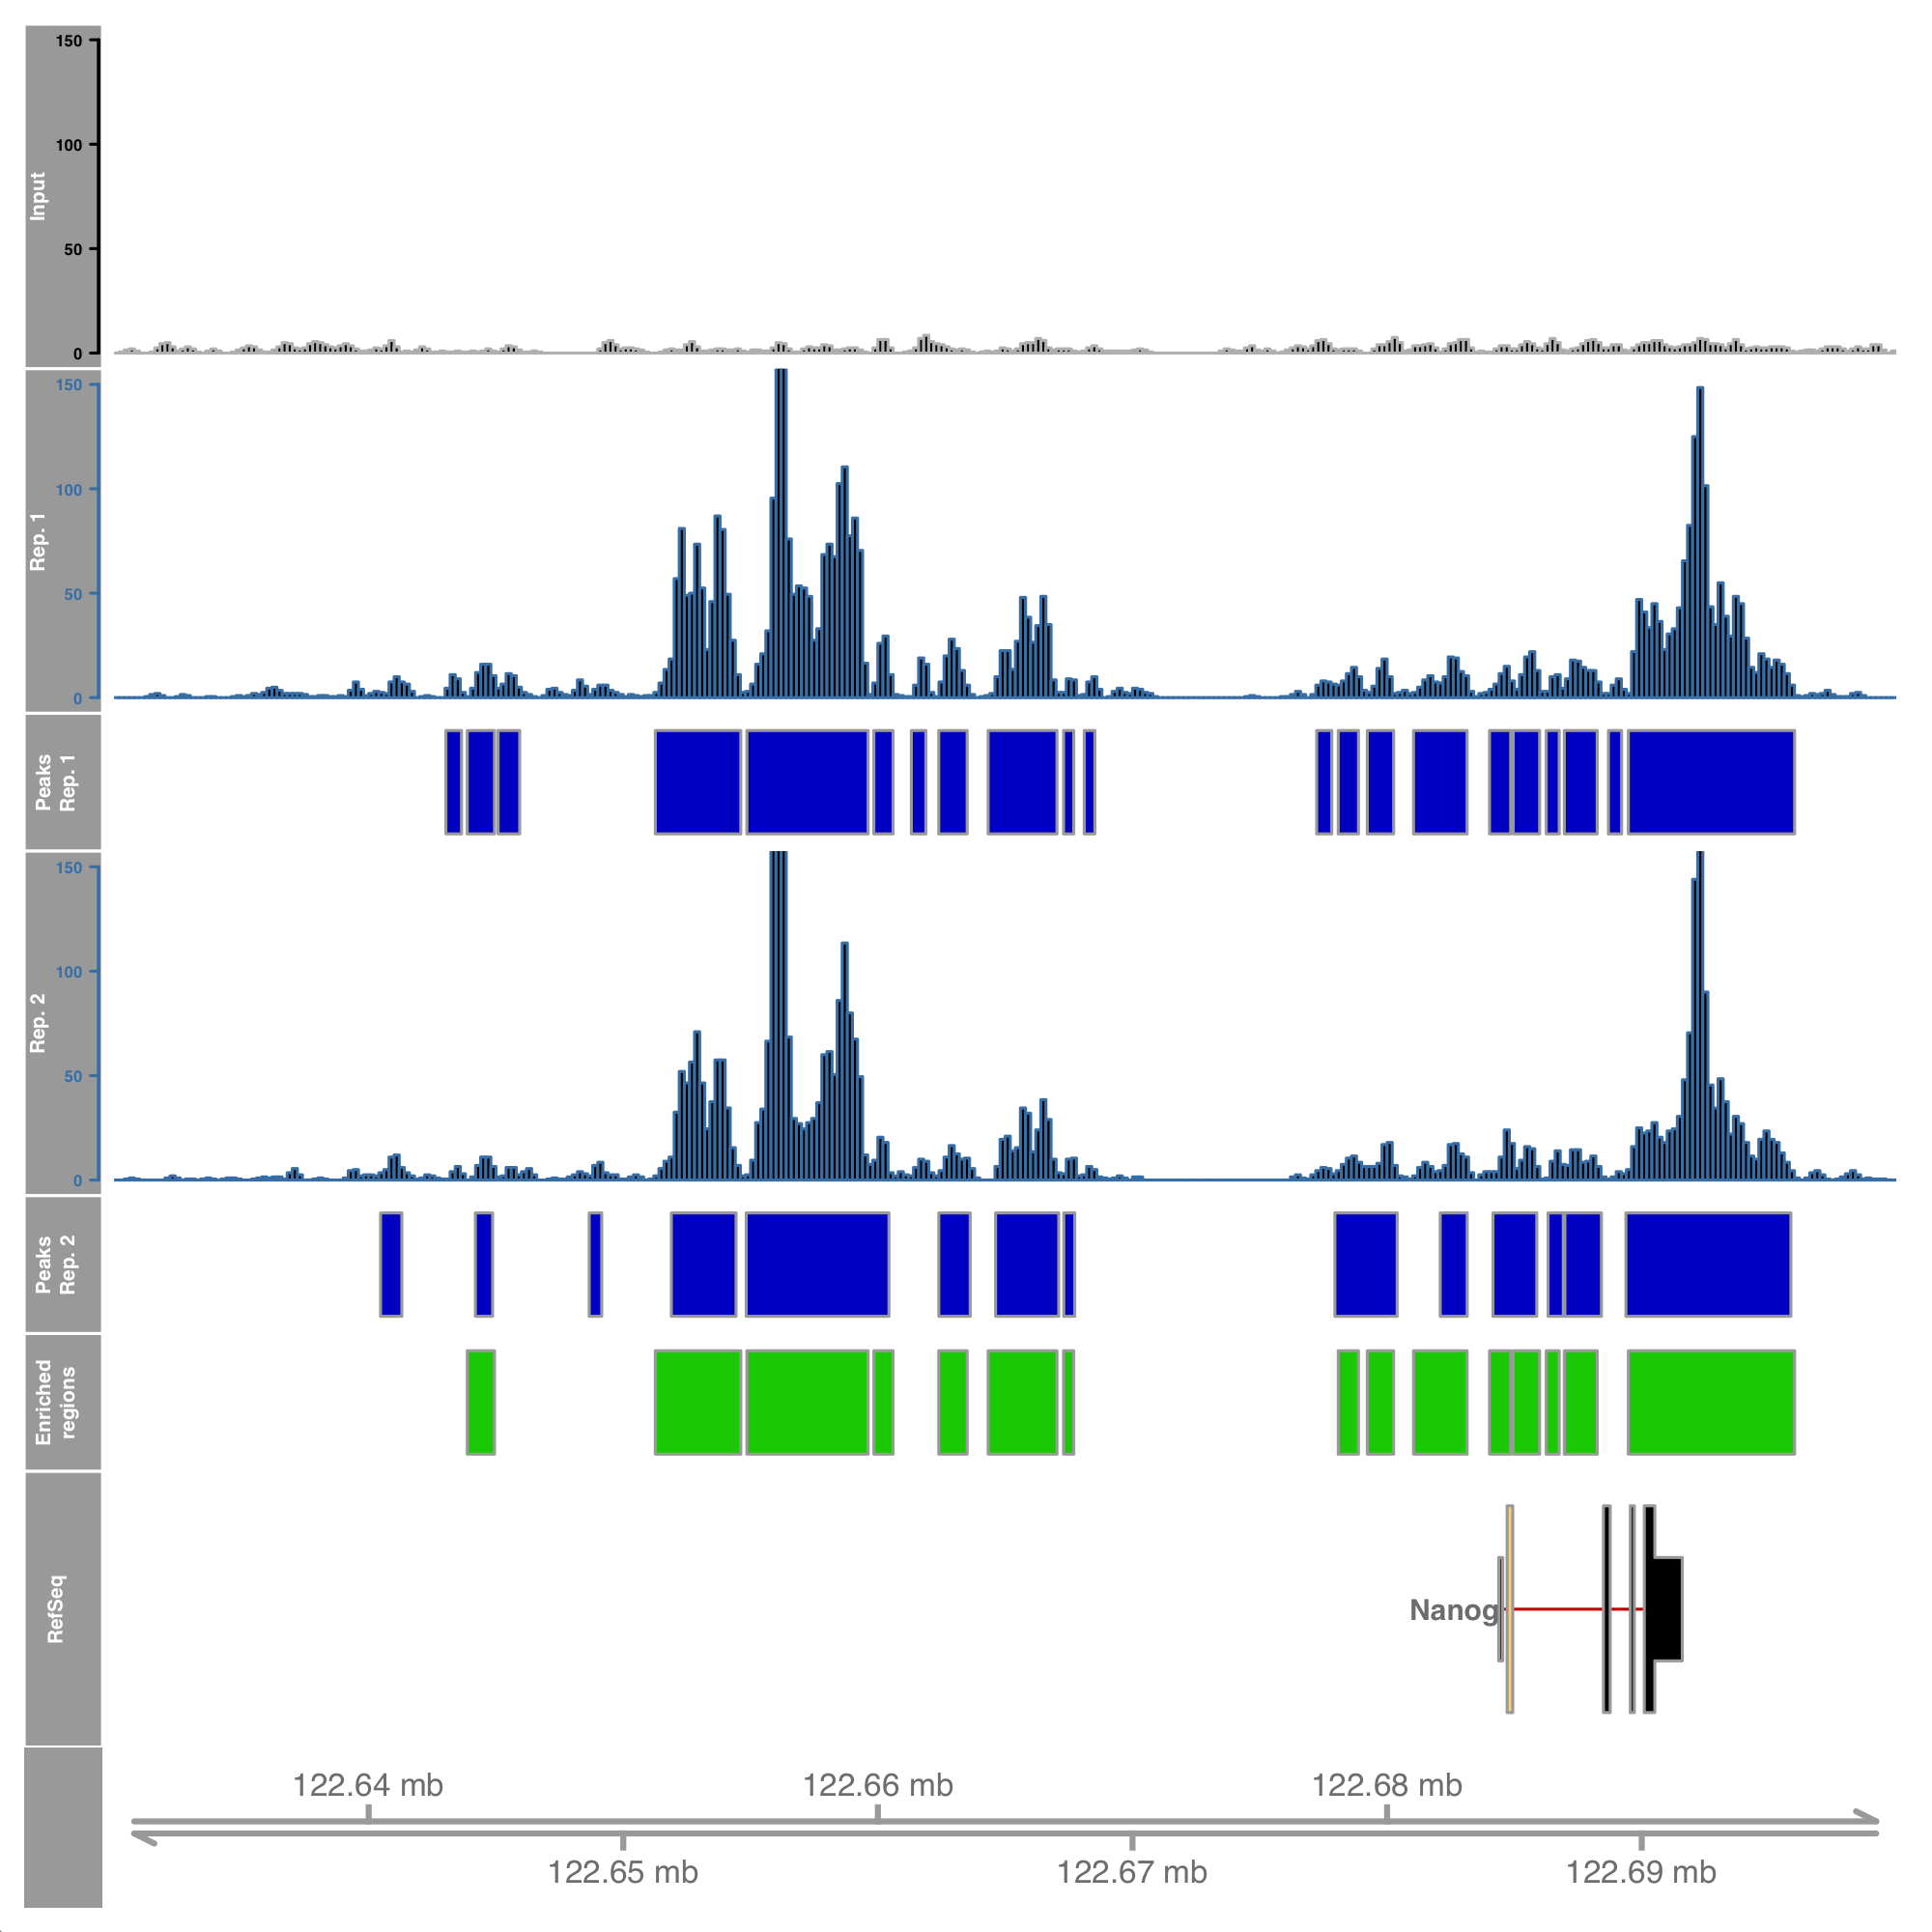 150
100
50
0
Input
150
100
50
0
Rep. 1
Peaks
Rep. 1
150
100
50
0
Rep. 2
Peaks
Rep. 2
Enriched
regions
RefSeq
Nanog
122.64 mb
122.66 mb
122.68 mb
122.65 mb
122.67 mb
122.69 mb